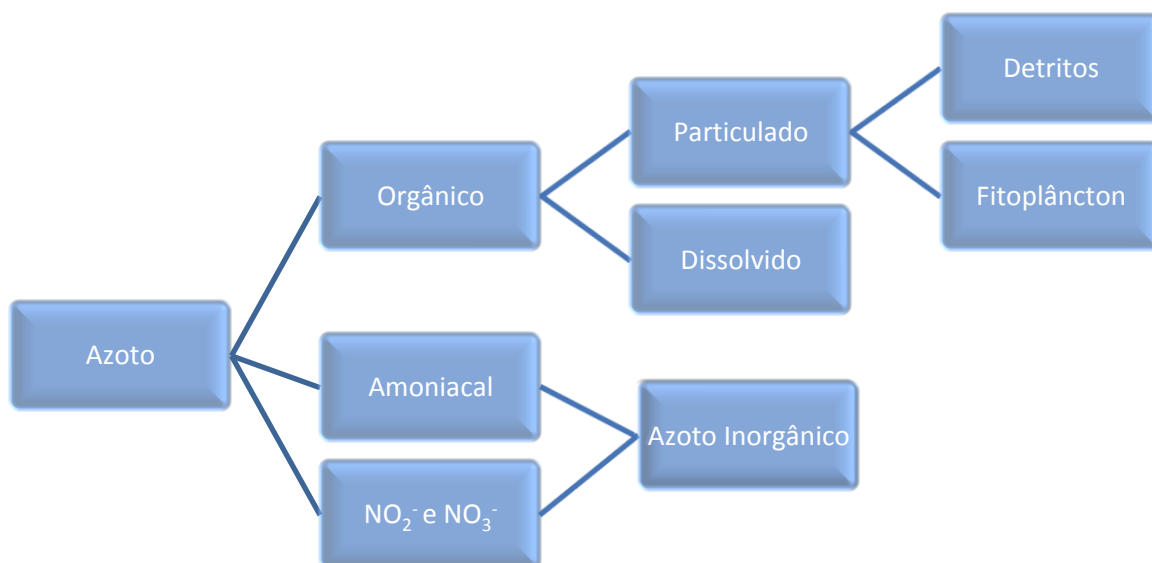 Azoto
Orgânico
Particulado
Detritos
Fitoplâncton
Dissolvido
Amoniacal
NO₂⁻ e NO₃⁻
Azoto Inorgânico